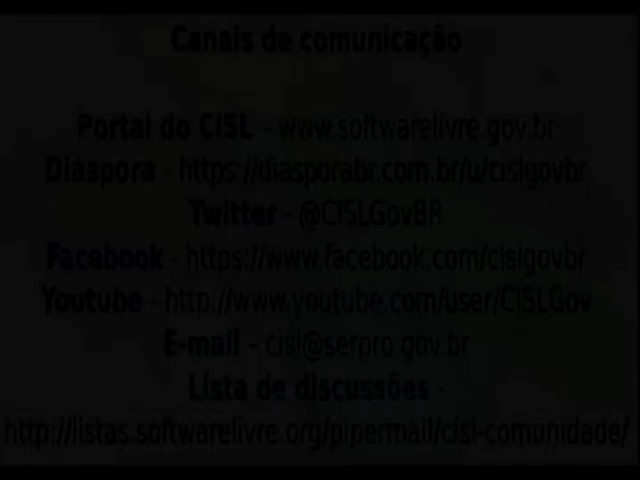 Canais de comunicação
Portal do CISL - www.softwarelivre.gov.br
Diaspora - https://diasporabr.com.br/u/cislgovbr
Twitter - @CISLGovBR
Facebook - https://www.facebook.com/cislgovbr
Youtube - http://www.youtube.com/user/CISLGov
E-mail - cisl@serpro.gov.br
Lista de discussões -
http://listas.softwarelivre.org/pipermail/cisl-comunidade/